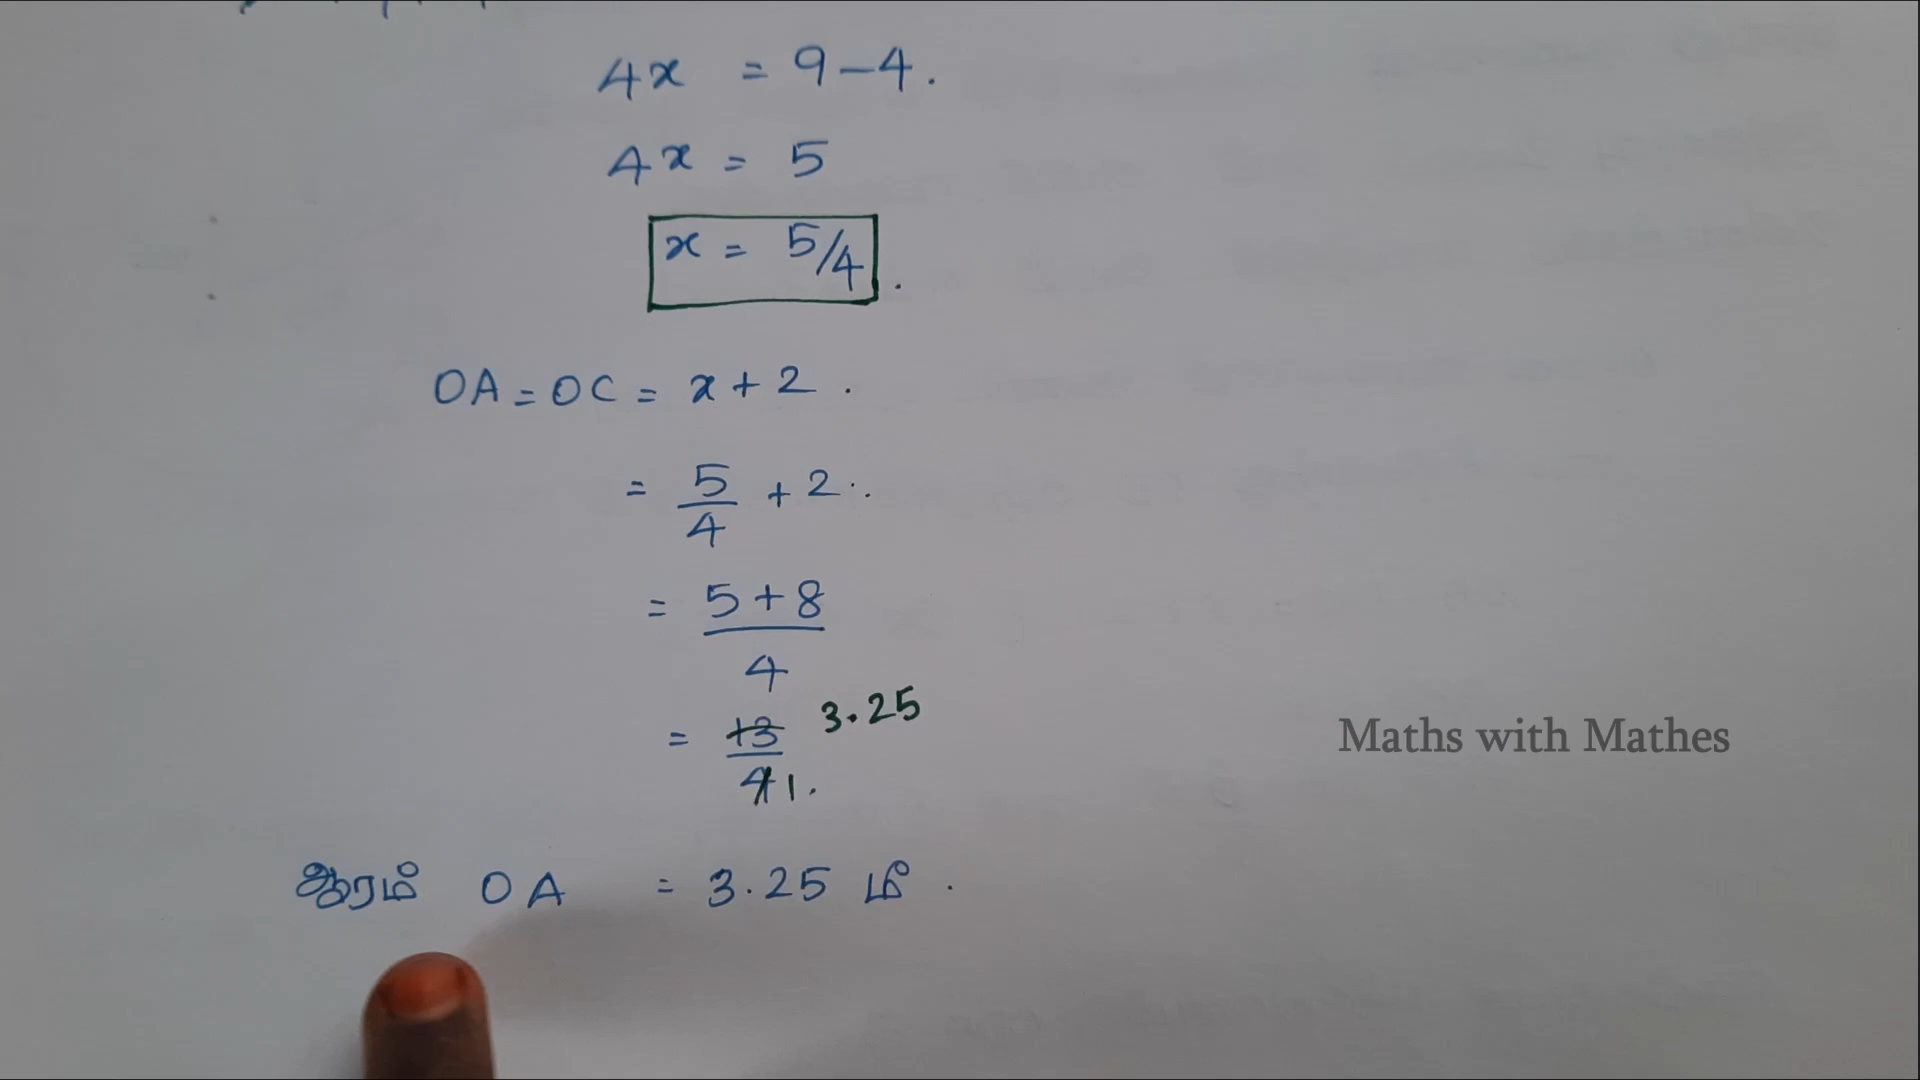 4x = 9 - 4.
4x = 5
x = 5/4 .
OA = OC = x + 2 .
= 5/4 + 2 .
= 5+8/4
= 13/4 3.25
1.
ஆரம் OA = 3.25 மீ .
Maths with Mathes